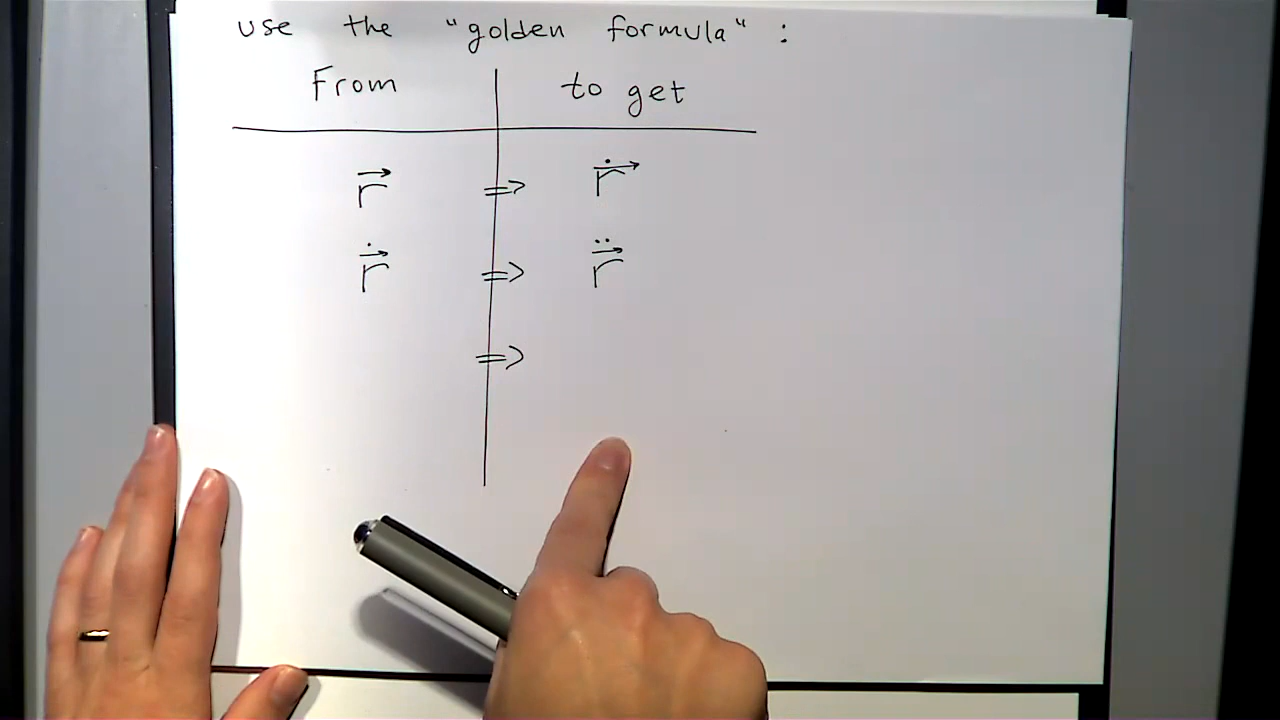 use the "golden formula" :
From to get
r⃗ ⇒ ṙ⃗
ṙ⃗ ⇒ r̈⃗
⇒